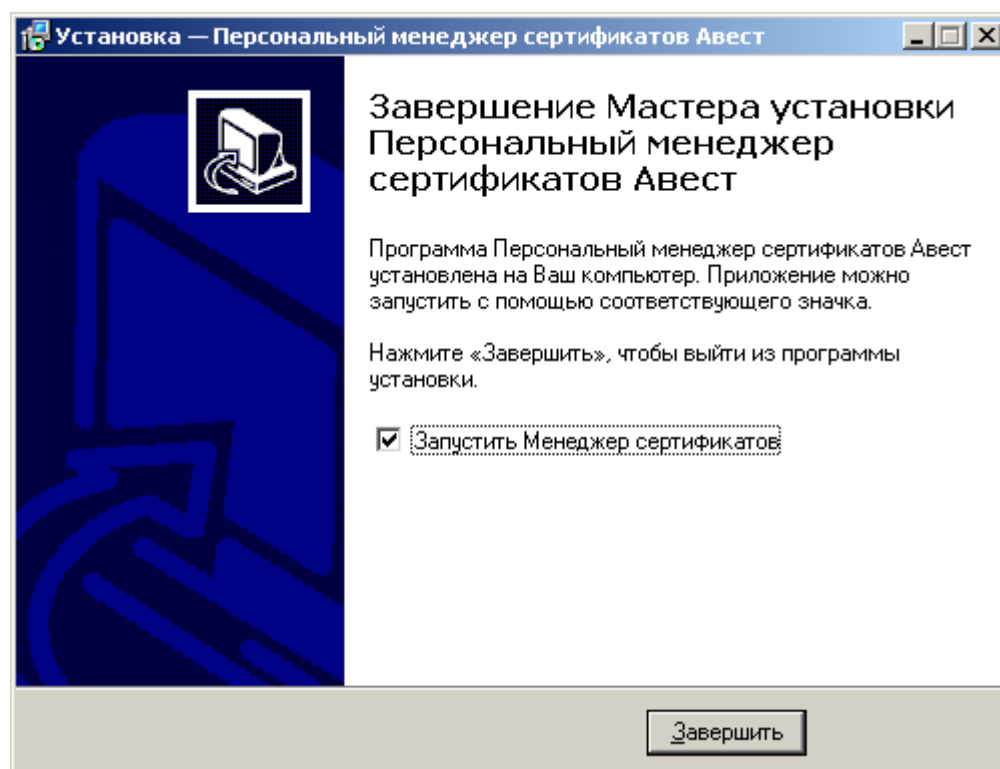 Установка — Персональный менеджер сертификатов Авест
Завершение Мастера установки
Персональный менеджер
сертификатов Авест
Программа Персональный менеджер сертификатов Авест
установлена на Ваш компьютер. Приложение можно
запустить с помощью соответствующего значка.
Нажмите «Завершить», чтобы выйти из программы
установки.
Запустить Менеджер сертификатов
Завершить